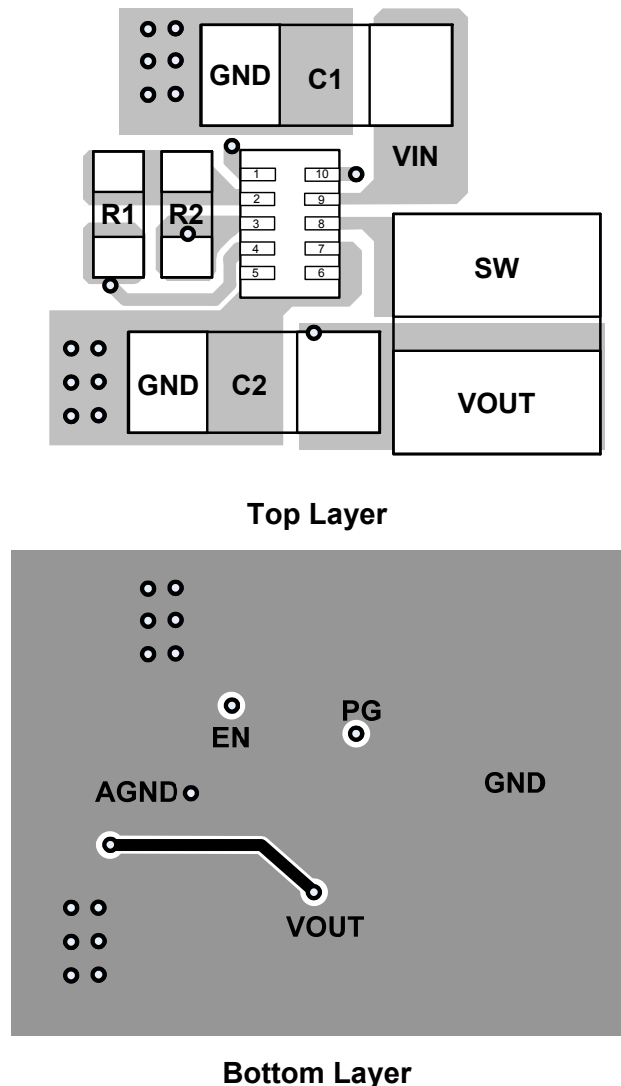 GND C1
VIN
R1 R2
1 10
2 9
3 8
4 7
5 6
SW
GND C2
VOUT
Top Layer
EN
PG
AGND
GND
VOUT
Bottom Layer